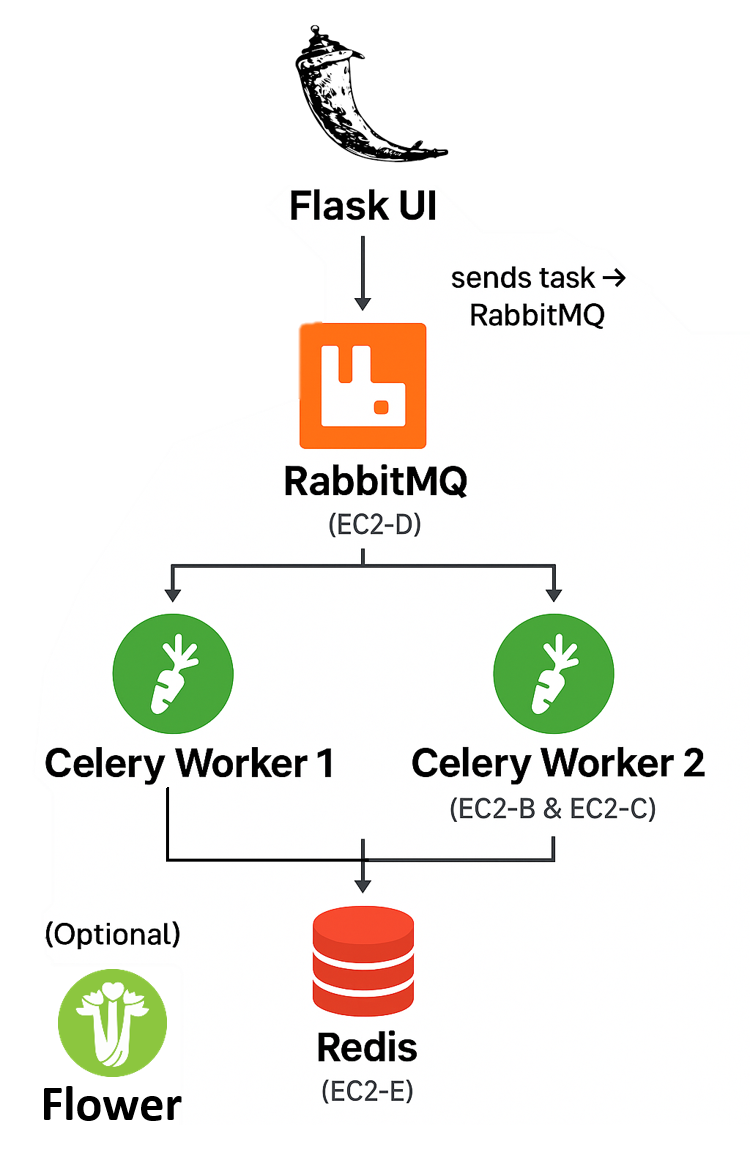 Flask UI
sends task →
RabbitMQ
RabbitMQ
(EC2-D)
Celery Worker 1
Celery Worker 2
(EC2-B & EC2-C)
(Optional)
Flower
Redis
(EC2-E)